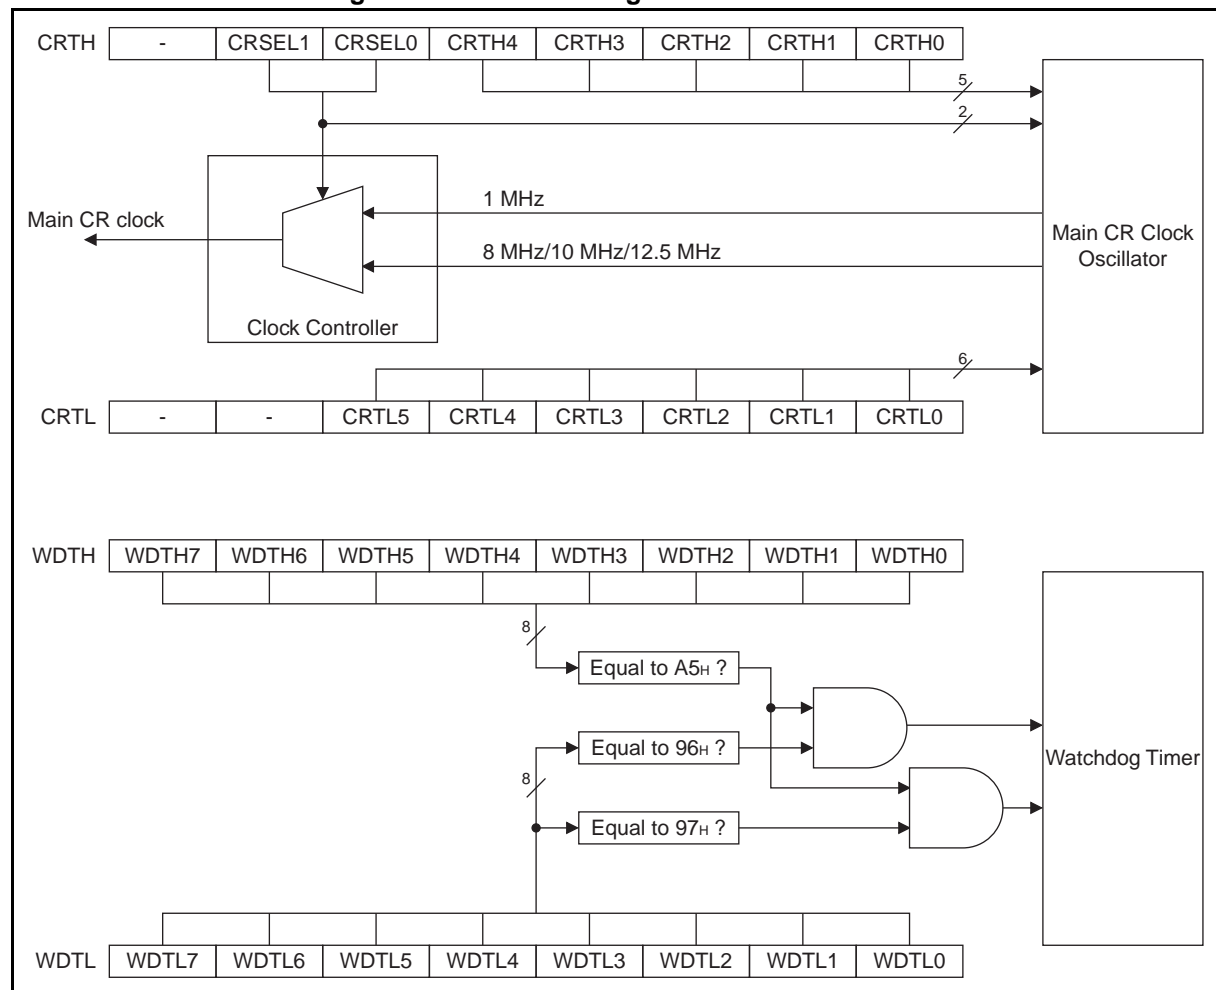 CRTH - CRSEL1 CRSEL0 CRTH4 CRTH3 CRTH2 CRTH1 CRTH0
5
2
1 MHz
Main CR clock
8 MHz/10 MHz/12.5 MHz
Main CR Clock
Oscillator
Clock Controller
6
CRTL - - CRTL5 CRTL4 CRTL3 CRTL2 CRTL1 CRTL0
WDTH WDTH7 WDTH6 WDTH5 WDTH4 WDTH3 WDTH2 WDTH1 WDTH0
8
Equal to A5H ?
Equal to 96H ?
Watchdog Timer
8
Equal to 97H ?
WDTL WDTL7 WDTL6 WDTL5 WDTL4 WDTL3 WDTL2 WDTL1 WDTL0